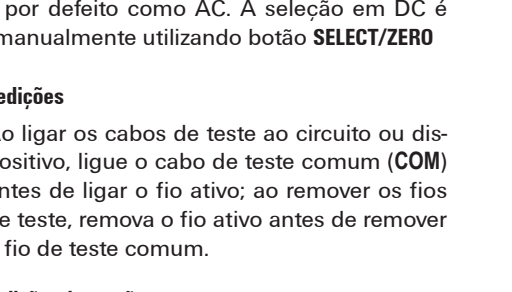 por defeito como AC. A seleção em DC é
manualmente utilizando botão SELECT/ZERO
edições
o ligar os cabos de teste ao circuito ou dis-
positivo, ligue o cabo de teste comum (COM)
ntes de ligar o fio ativo; ao remover os fios
e teste, remova o fio ativo antes de remover
fio de teste comum.